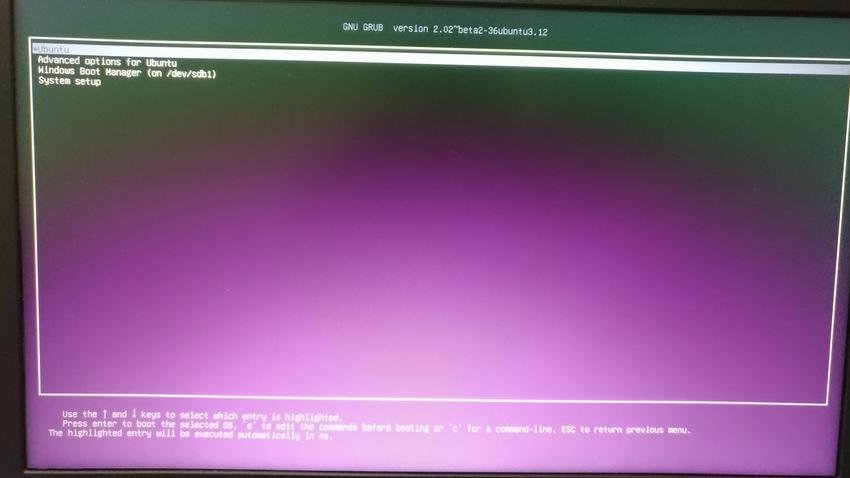 GNU GRUB version 2.02~beta2-36ubuntu3.12
*Ubuntu
Advanced options for Ubuntu
Windows Boot Manager (on /dev/sdb1)
System setup
Use the ↑ and ↓ keys to select which entry is highlighted.
Press enter to boot the selected OS, `e' to edit the commands before booting or `c' for a command-line. ESC to return previous menu.
The highlighted entry will be executed automatically in 4s.